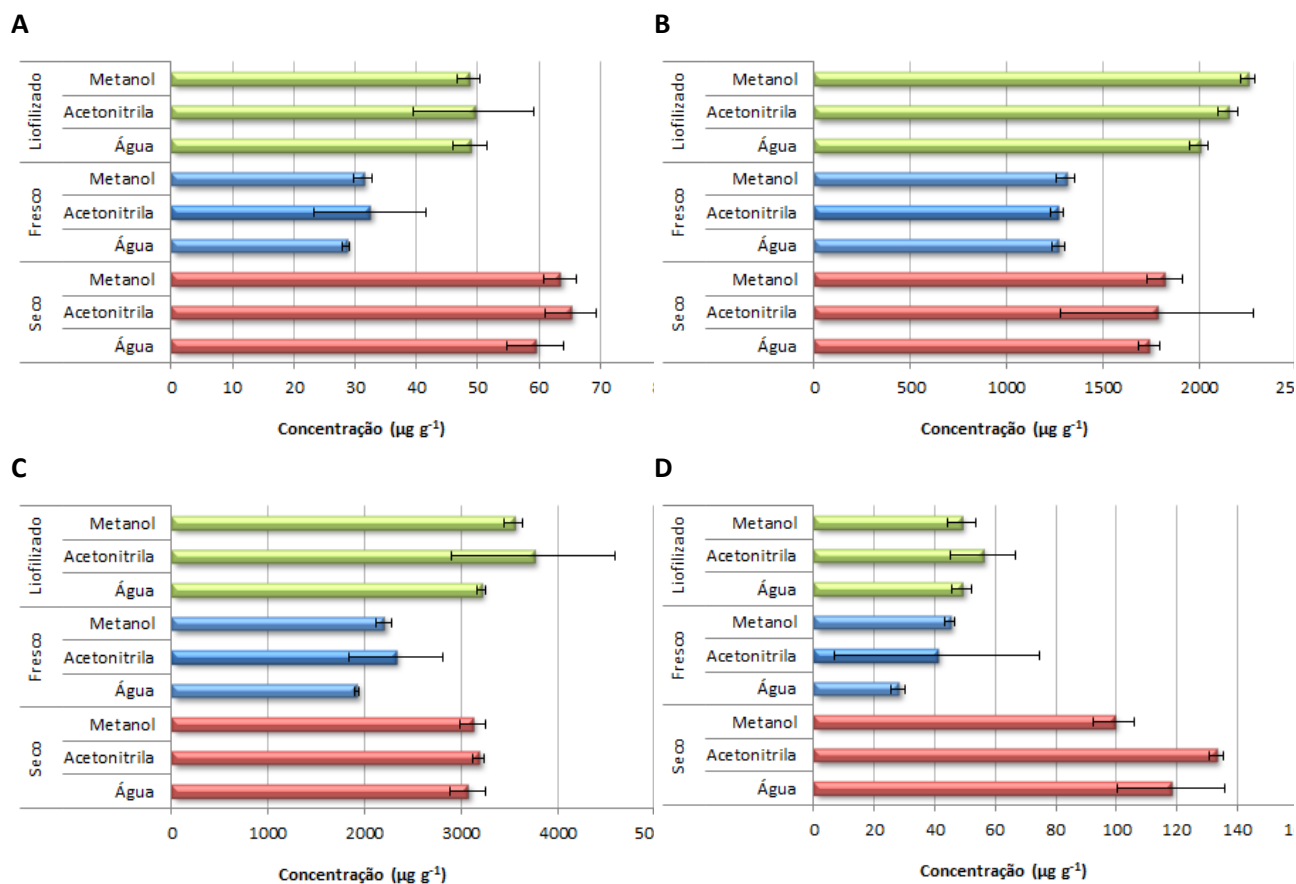 A
Liofilizado
Metanol
Acetonitrila
Água
Fresco
Metanol
Acetonitrila
Água
Seco
Metanol
Acetonitrila
Água
0 10 20 30 40 50 60 70
Concentração (µg g⁻¹)
B
Liofilizado
Metanol
Acetonitrila
Água
Fresco
Metanol
Acetonitrila
Água
Seco
Metanol
Acetonitrila
Água
0 500 1000 1500 2000
Concentração (µg g⁻¹)
C
Liofilizado
Metanol
Acetonitrila
Água
Fresco
Metanol
Acetonitrila
Água
Seco
Metanol
Acetonitrila
Água
0 1000 2000 3000 4000
Concentração (µg g⁻¹)
D
Liofilizado
Metanol
Acetonitrila
Água
Fresco
Metanol
Acetonitrila
Água
Seco
Metanol
Acetonitrila
Água
0 20 40 60 80 100 120 140
Concentração (µg g⁻¹)